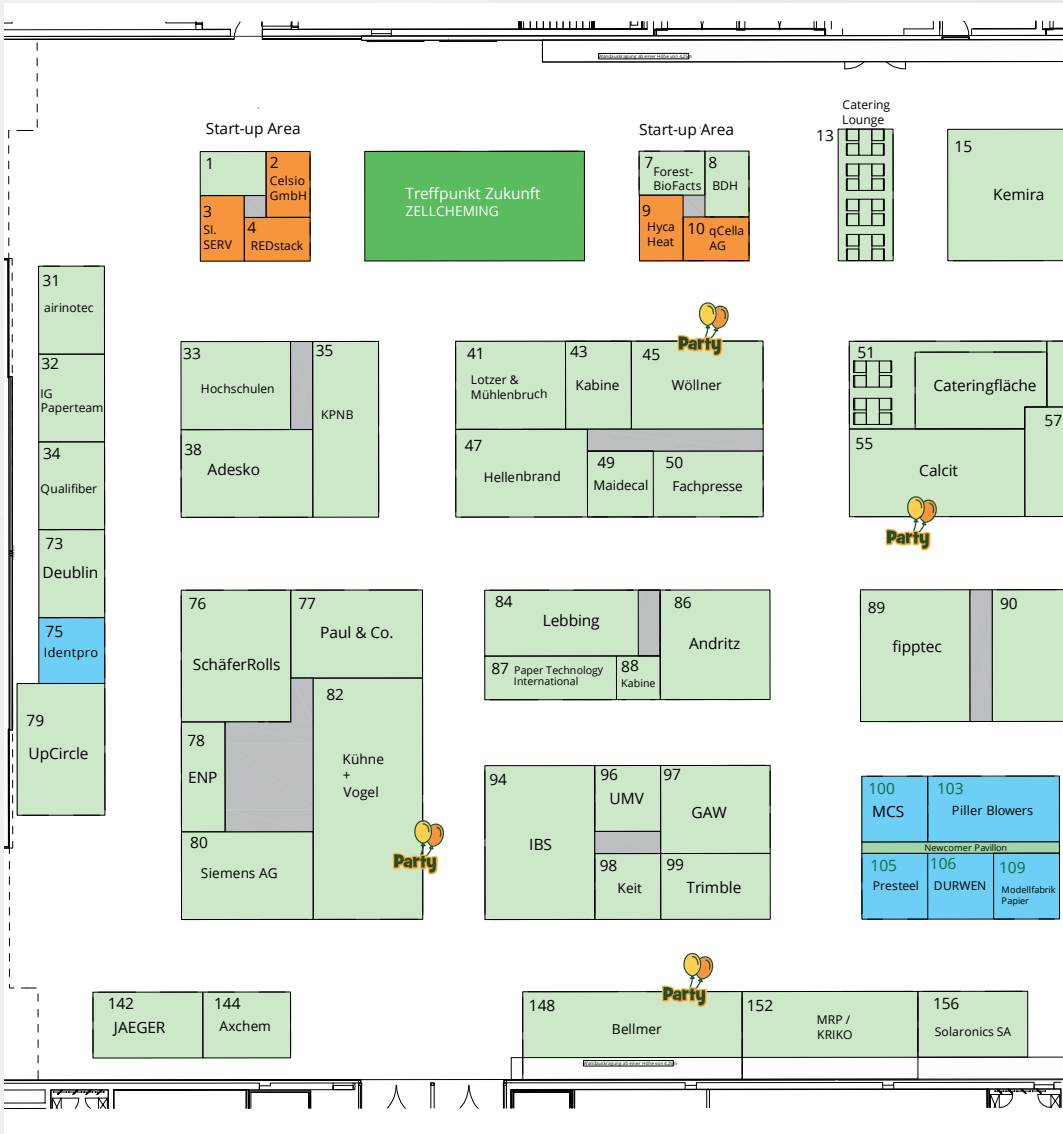 Wandauskragung ab einer Höhe von 4,26m
Catering
Lounge
Start-up Area
Start-up Area
13
1
2
Celsio
GmbH
3
SI.
SERV
4
REDstack
Treffpunkt Zukunft
ZELLCHEMING
7
Forest-
BioFacts
8
BDH
9
Hyca
Heat
10 qCella
AG
15
Kemira
31
airinotec
32
IG
Paperteam
34
Qualifiber
73
Deublin
75
Identpro
79
UpCircle
33
Hochschulen
35
KPNB
38
Adesko
Party
41
Lotzer &
Mühlenbruch
43
Kabine
45
Wöllner
47
Hellenbrand
49
Maidecal
50
Fachpresse
51
Cateringfläche
55
Calcit
57
Party
76
SchäferRolls
77
Paul & Co.
78
ENP
80
Siemens AG
82
Kühne
+
Vogel
Party
84
Lebbing
86
Andritz
87 Paper Technology
International
88
Kabine
89
fipptec
90
94
IBS
96
UMV
97
GAW
98
Keit
99
Trimble
100
MCS
103
Piller Blowers
Newcomer Pavillon
105
Presteel
106
DURWEN
109
Modellfabrik
Papier
142
JAEGER
144
Axchem
Party
148
Bellmer
152
MRP /
KRIKO
156
Solaronics SA